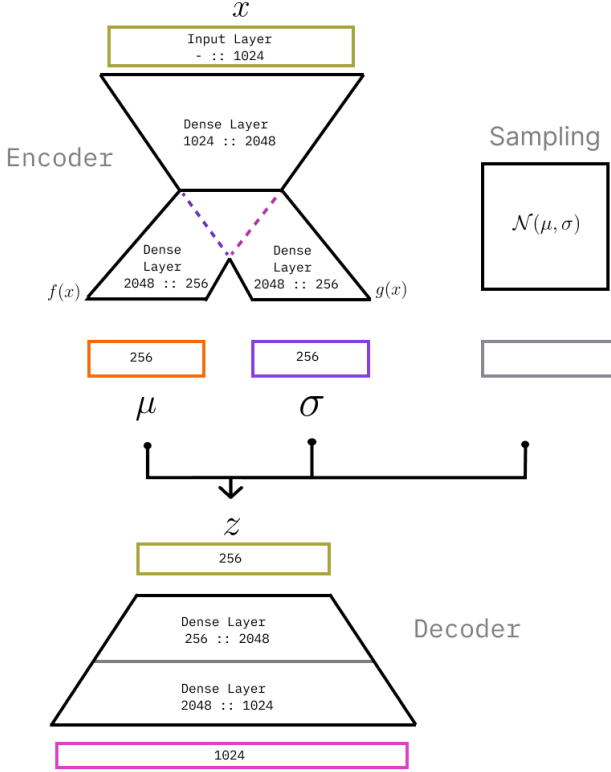 x
Input Layer
- :: 1024
Dense Layer
1024 :: 2048
Encoder
Sampling
𝒩(μ, σ)
Dense
Layer
2048 :: 256
Dense
Layer
2048 :: 256
f(x)
g(x)
256
256
μ
σ
z
256
Dense Layer
256 :: 2048
Decoder
Dense Layer
2048 :: 1024
1024